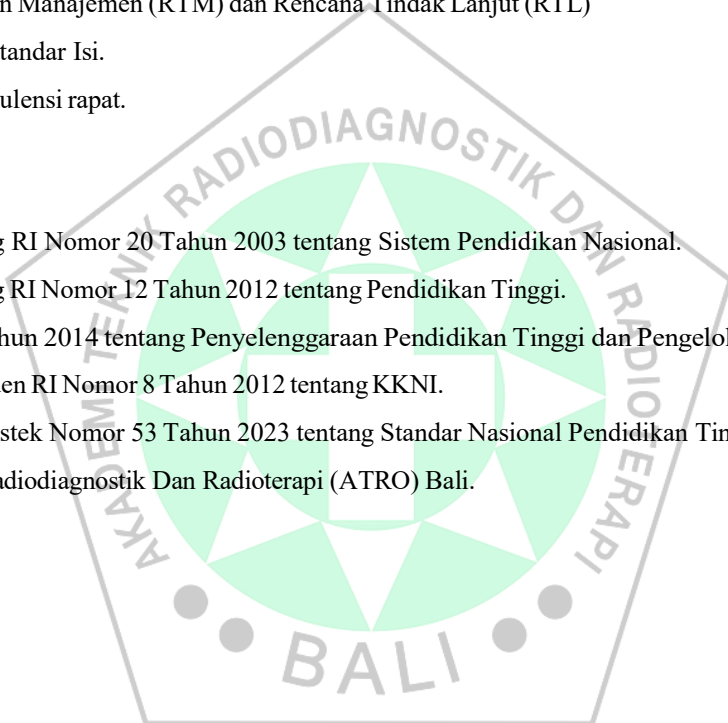 n Manajemen (RTM) dan Rencana Tindak Lanjut (RTL)
tandar Isi.
ulensi rapat.
AKADEMI TEKNIK RADIODIAGNOSTIK DAN RADIOTERAPI
g RI Nomor 20 Tahun 2003 tentang Sistem Pendidikan Nasional.
g RI Nomor 12 Tahun 2012 tentang Pendidikan Tinggi.
hun 2014 tentang Penyelenggaraan Pendidikan Tinggi dan Pengelol
en RI Nomor 8 Tahun 2012 tentang KKNI.
stek Nomor 53 Tahun 2023 tentang Standar Nasional Pendidikan Tin
adiodiagnostik Dan Radioterapi (ATRO) Bali.
BALI